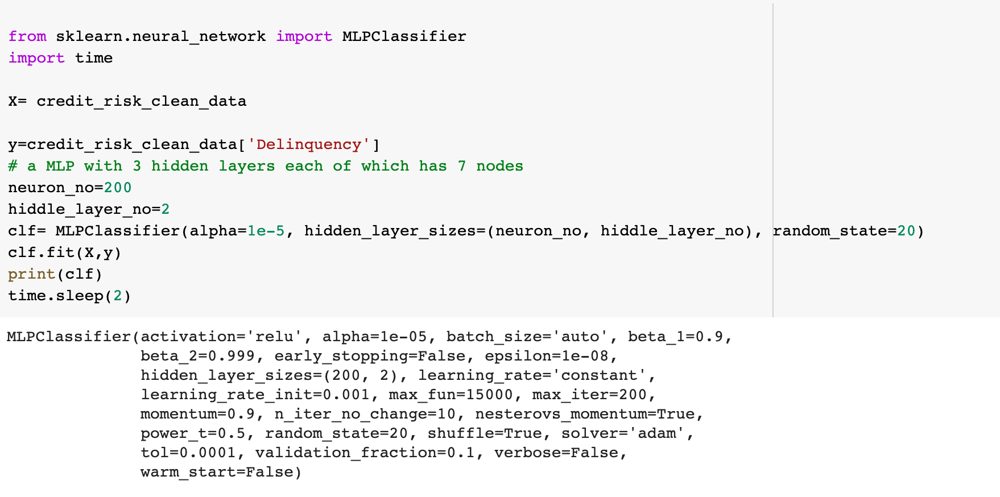 from sklearn.neural_network import MLPClassifier
import time
X= credit_risk_clean_data
y=credit_risk_clean_data['Delinquency']
# a MLP with 3 hidden layers each of which has 7 nodes
neuron_no=200
hiddle_layer_no=2
clf= MLPClassifier(alpha=1e-5, hidden_layer_sizes=(neuron_no, hiddle_layer_no), random_state=20)
clf.fit(X,y)
print(clf)
time.sleep(2)
MLPClassifier(activation='relu', alpha=1e-05, batch_size='auto', beta_1=0.9,
beta_2=0.999, early_stopping=False, epsilon=1e-08,
hidden_layer_sizes=(200, 2), learning_rate='constant',
learning_rate_init=0.001, max_fun=15000, max_iter=200,
momentum=0.9, n_iter_no_change=10, nesterovs_momentum=True,
power_t=0.5, random_state=20, shuffle=True, solver='adam',
tol=0.0001, validation_fraction=0.1, verbose=False,
warm_start=False)